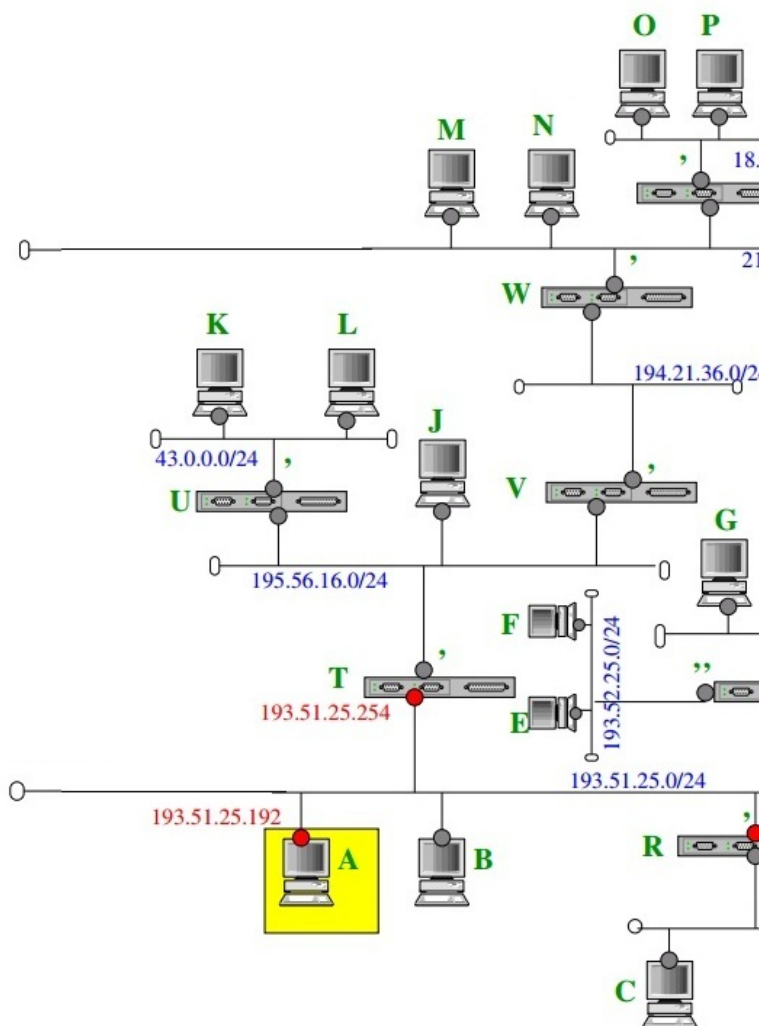 O P
M N
’
18.
’
21
W
K L
194.21.36.0/24
J
43.0.0.0/24
’
’
U
V
G
195.56.16.0/24
F
’
193.52.25.0/24
’’
T
193.51.25.254
E
193.51.25.0/24
193.51.25.192
’
A
B
R
C